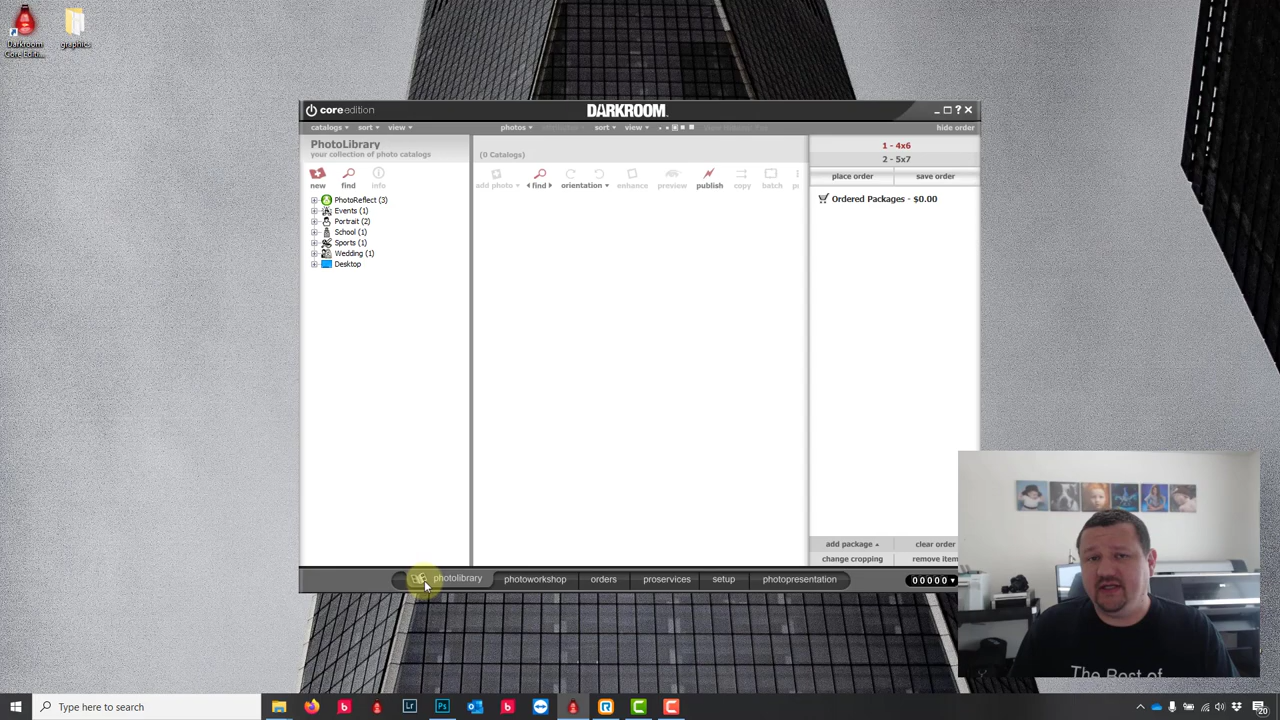 Darkroom
Core Editi...
graphics
coreedition
DARKROOM
catalogs
sort
view
photos
sort
view
hide order
PhotoLibrary
your collection of photo catalogs
(0 Catalogs)
1 - 4x6
2 - 5x7
new
find
info
add photo
find
orientation
enhance
preview
publish
copy
batch
place order
save order
PhotoReflect (3)
Events (1)
Portrait (2)
School (1)
Sports (1)
Wedding (1)
Desktop
Ordered Packages - $0.00
add package
clear order
change cropping
remove item
photolibrary
photoworkshop
orders
proservices
setup
photopresentation
00000
The Best of
Type here to search
20